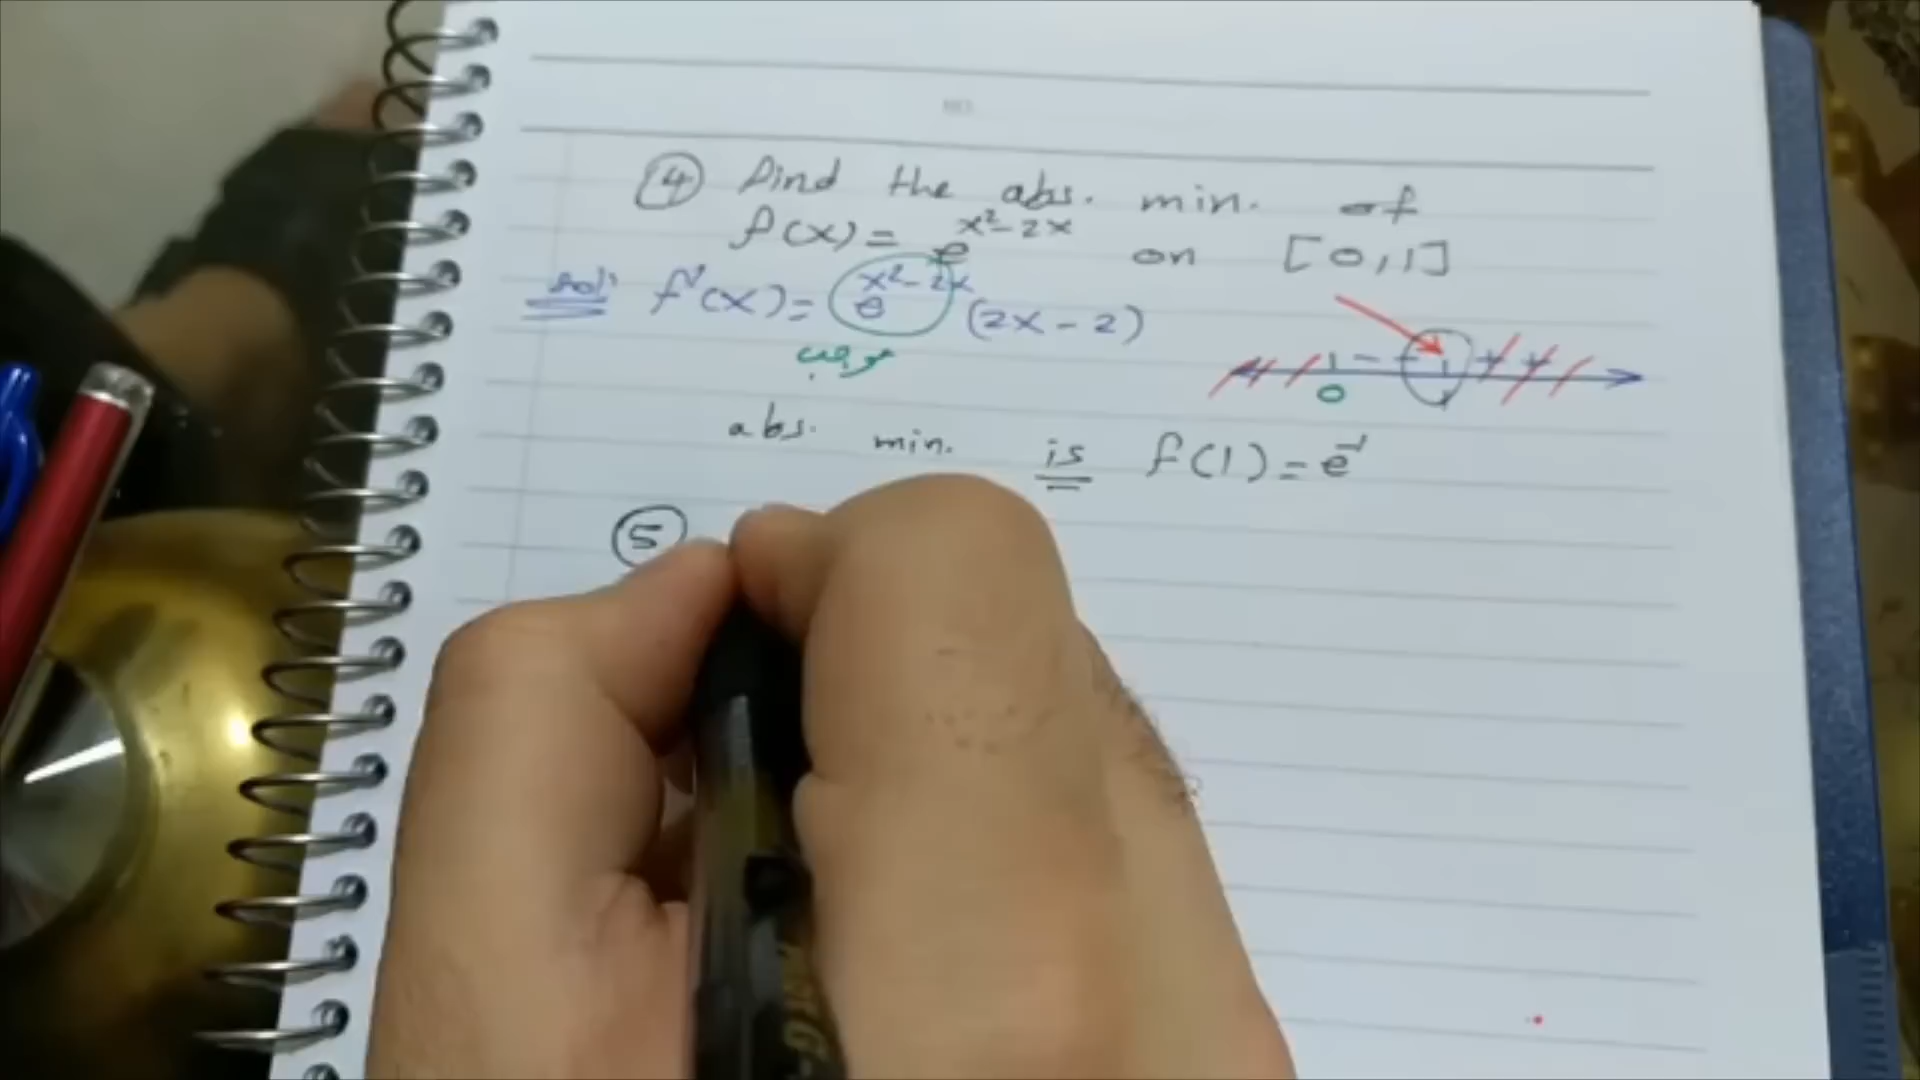 ④ find the abs. min. of
f(x) = e^{x²-2x} on [0,1]
sol: f'(x) = e^{x²-2x} (2x-2)
موجب
0 1
abs. min. is f(1) = e^{-1}
⑤